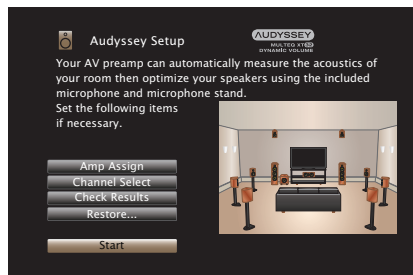 Audyssey Setup
AUDYSSEY
MULTEQ XT32
DYNAMIC VOLUME
Your AV preamp can automatically measure the acoustics of
your room then optimize your speakers using the included
microphone and microphone stand.
Set the following items
if necessary.
Amp Assign
Channel Select
Check Results
Restore...
Start